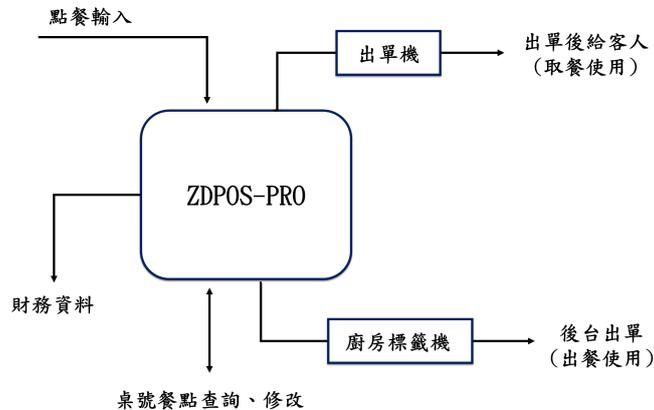 點餐輸入
出單機
出單後給客人
（取餐使用）
ZDPOS-PRO
財務資料
廚房標籤機
後台出單
（出餐使用）
桌號餐點查詢、修改